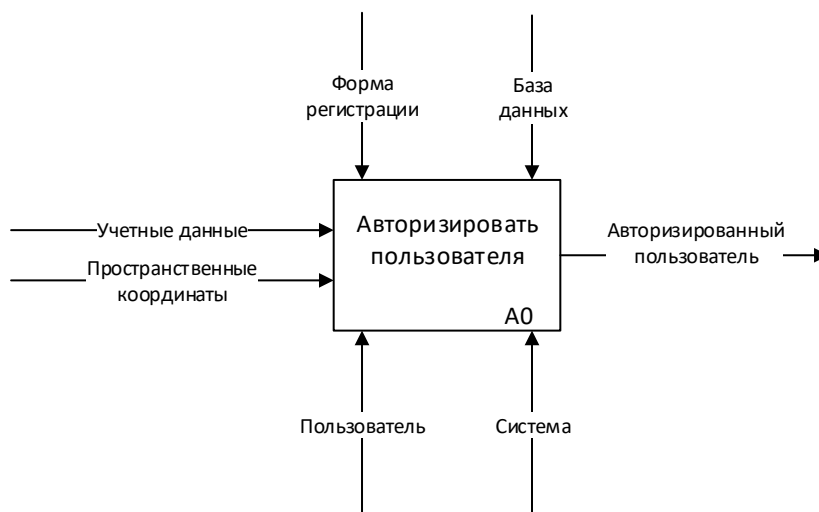 Форма
регистрации
База
данных
Учетные данные
Пространственные
координаты
Авторизировать
пользователя
A0
Авторизированный
пользователь
Пользователь
Система